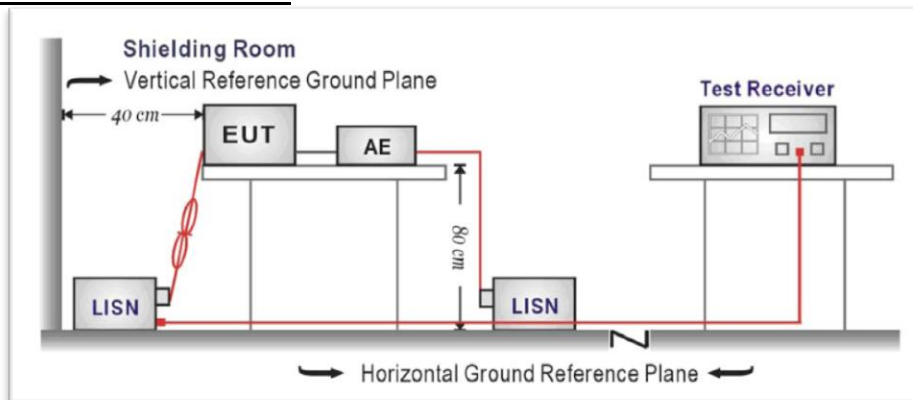 Shielding Room
Vertical Reference Ground Plane
40 cm
Test Receiver
EUT
AE
80 cm
LISN
LISN
Horizontal Ground Reference Plane